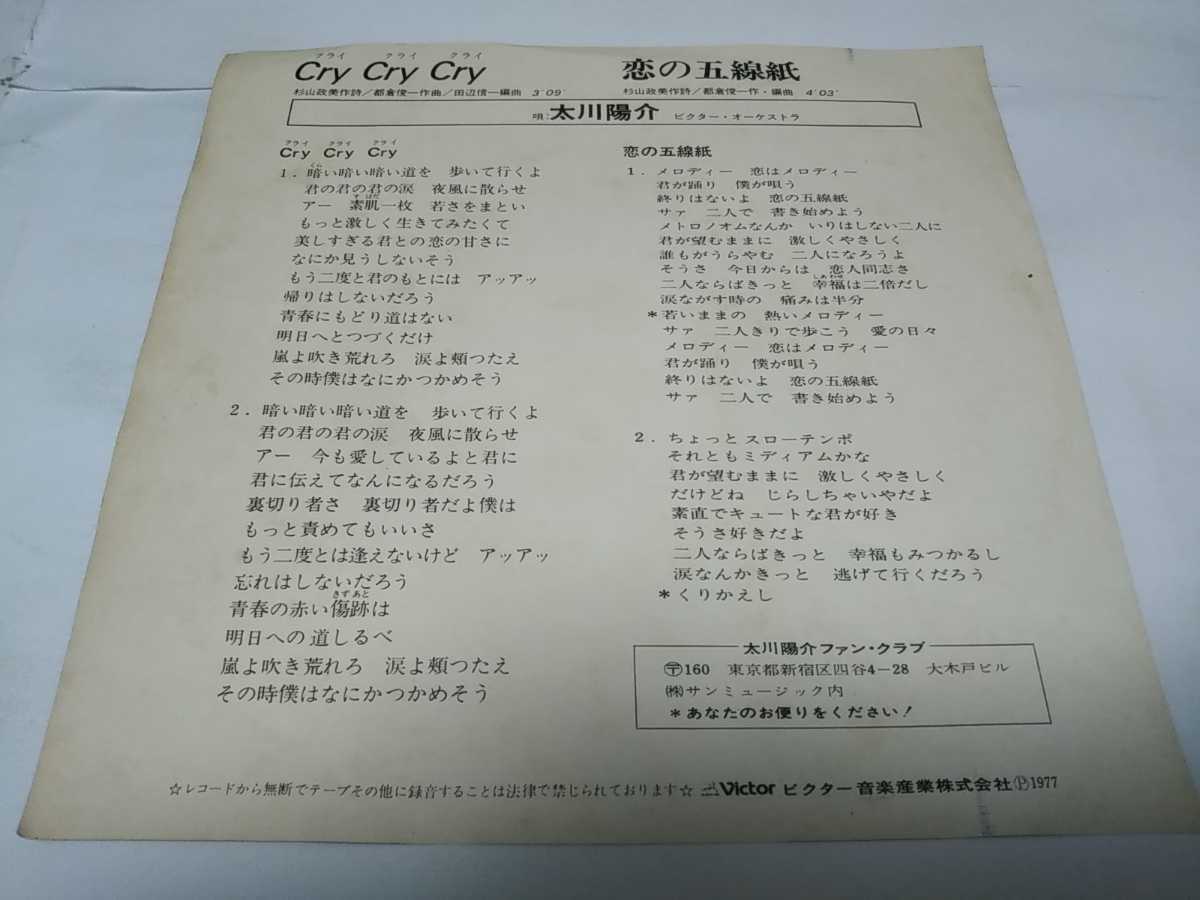 クライ クライ クライ
Cry Cry Cry
杉山政美作詩/都倉俊一作曲/田辺信一編曲 3'09'
恋の五線紙
杉山政美作詩/都倉俊一作・編曲 4'03'
唄:太川陽介 ビクター・オーケストラ
クライ クライ クライ
Cry Cry Cry
1. 暗い暗い暗い道を 歩いて行くよ
君の君の君の涙 夜風に散らせ
アー 素肌一枚 若さをまとい
もっと激しく生きてみたくて
美しすぎる君との恋の甘さに
なにか見うしないそう
もう二度と君のもとには アッアッ
帰りはしないだろう
青春にもどり道はない
明日へとつづくだけ
嵐よ吹き荒れろ 涙よ頬つたえ
その時僕はなにかつかめそう
2. 暗い暗い暗い道を 歩いて行くよ
君の君の君の涙 夜風に散らせ
アー 今も愛しているよと君に
君に伝えてなんになるだろう
裏切り者さ 裏切り者だよ僕は
もっと責めてもいいさ
もう二度とは逢えないけど アッアッ
忘れはしないだろう
青春の赤い傷跡は
明日への道しるべ
嵐よ吹き荒れろ 涙よ頬つたえ
その時僕はなにかつかめそう
恋の五線紙
1. メロディー 恋はメロディー
君が踊り 僕が唄う
終りはないよ 恋の五線紙
サァ 二人で 書き始めよう
メトロノオムなんか いりはしない二人に
君が望むままに 激しくやさしく
誰もがうらやむ 二人になろうよ
そうさ 今日からは 恋人同志さ
二人ならばきっと 幸福は二倍だし
涙ながす時の 痛みは半分
*若いままの 熱いメロディー
サァ 二人きりで歩こう 愛の日々
メロディー 恋はメロディー
君が踊り 僕が唄う
終りはないよ 恋の五線紙
サァ 二人で 書き始めよう
2. ちょっとスローテンポ
それともミディアムかな
君が望むままに 激しくやさしく
だけどね じらしちゃいやだよ
素直でキュートな君が好き
そうさ好きだよ
二人ならばきっと 幸福もみつかるし
涙なんかきっと 逃げて行くだろう
*くりかえし
太川陽介ファン・クラブ
〒160 東京都新宿区四谷4-28 大木戸ビル
㈱サンミュージック内
*あなたのお便りをください!
☆レコードから無断でテープその他に録音することは法律で禁じられております☆ Victor ビクター音楽産業株式会社Ⓟ1977